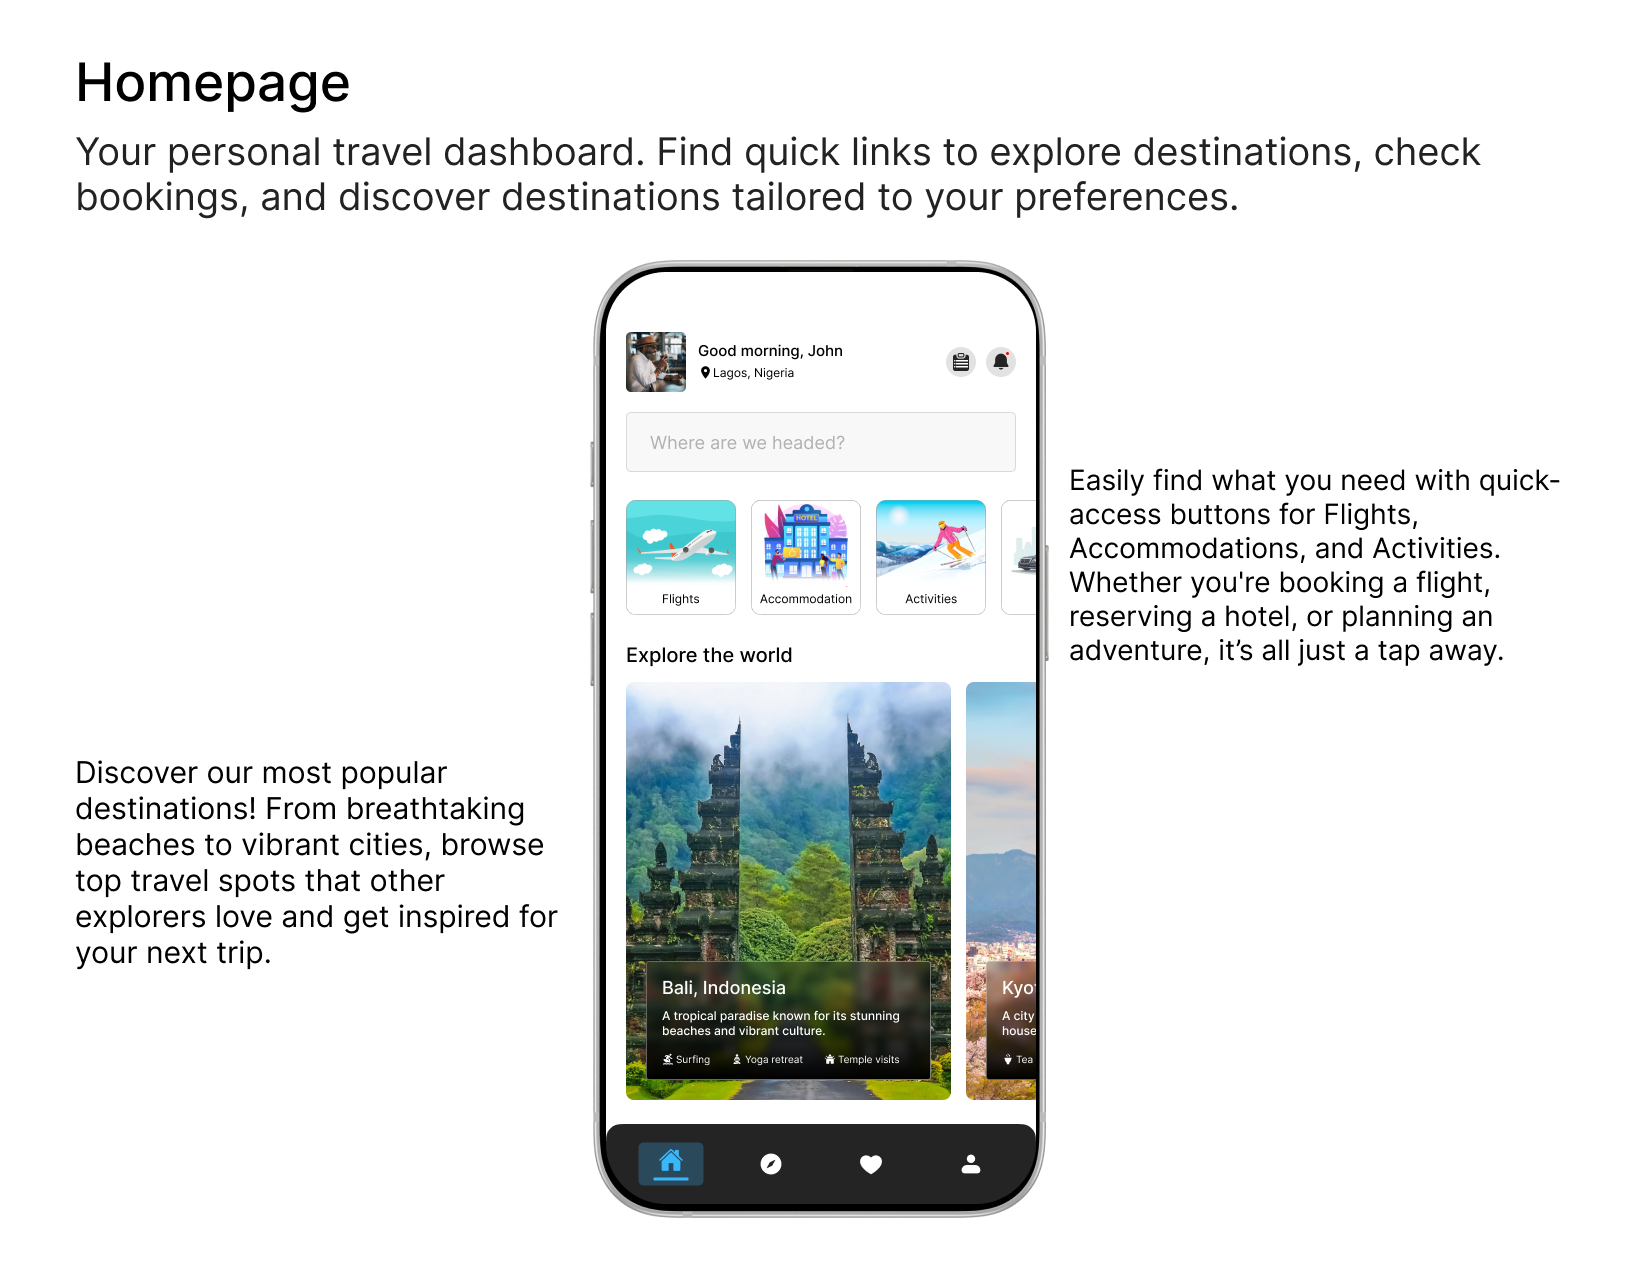 Homepage
Your personal travel dashboard. Find quick links to explore destinations, check
bookings, and discover destinations tailored to your preferences.
Good morning, John
Lagos, Nigeria
Where are we headed?
HOTEL
Flights
Accommodation
Activities
Easily find what you need with quick-
access buttons for Flights,
Accommodations, and Activities.
Whether you're booking a flight,
reserving a hotel, or planning an
adventure, it’s all just a tap away.
Explore the world
Discover our most popular
destinations! From breathtaking
beaches to vibrant cities, browse
top travel spots that other
explorers love and get inspired for
your next trip.
Bali, Indonesia
A tropical paradise known for its stunning
beaches and vibrant culture.
Surfing
Yoga retreat
Temple visits
Kyo
A city
house
Tea